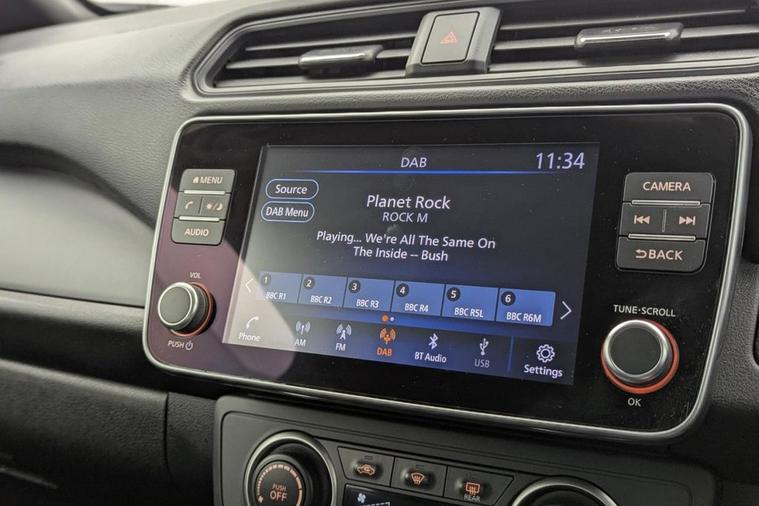 DAB
11:34
Source
DAB Menu
Planet Rock
ROCK M
Playing... We're All The Same On
The Inside -- Bush
1 BBC R1
2 BBC R2
3 BBC R3
4 BBC R4
5 BBC R5L
6 BBC R6M
Phone
AM
FM
DAB
BT Audio
USB
Settings
MENU
AUDIO
VOL
PUSH
CAMERA
BACK
TUNE•SCROLL
OK
PUSH
OFF
REAR